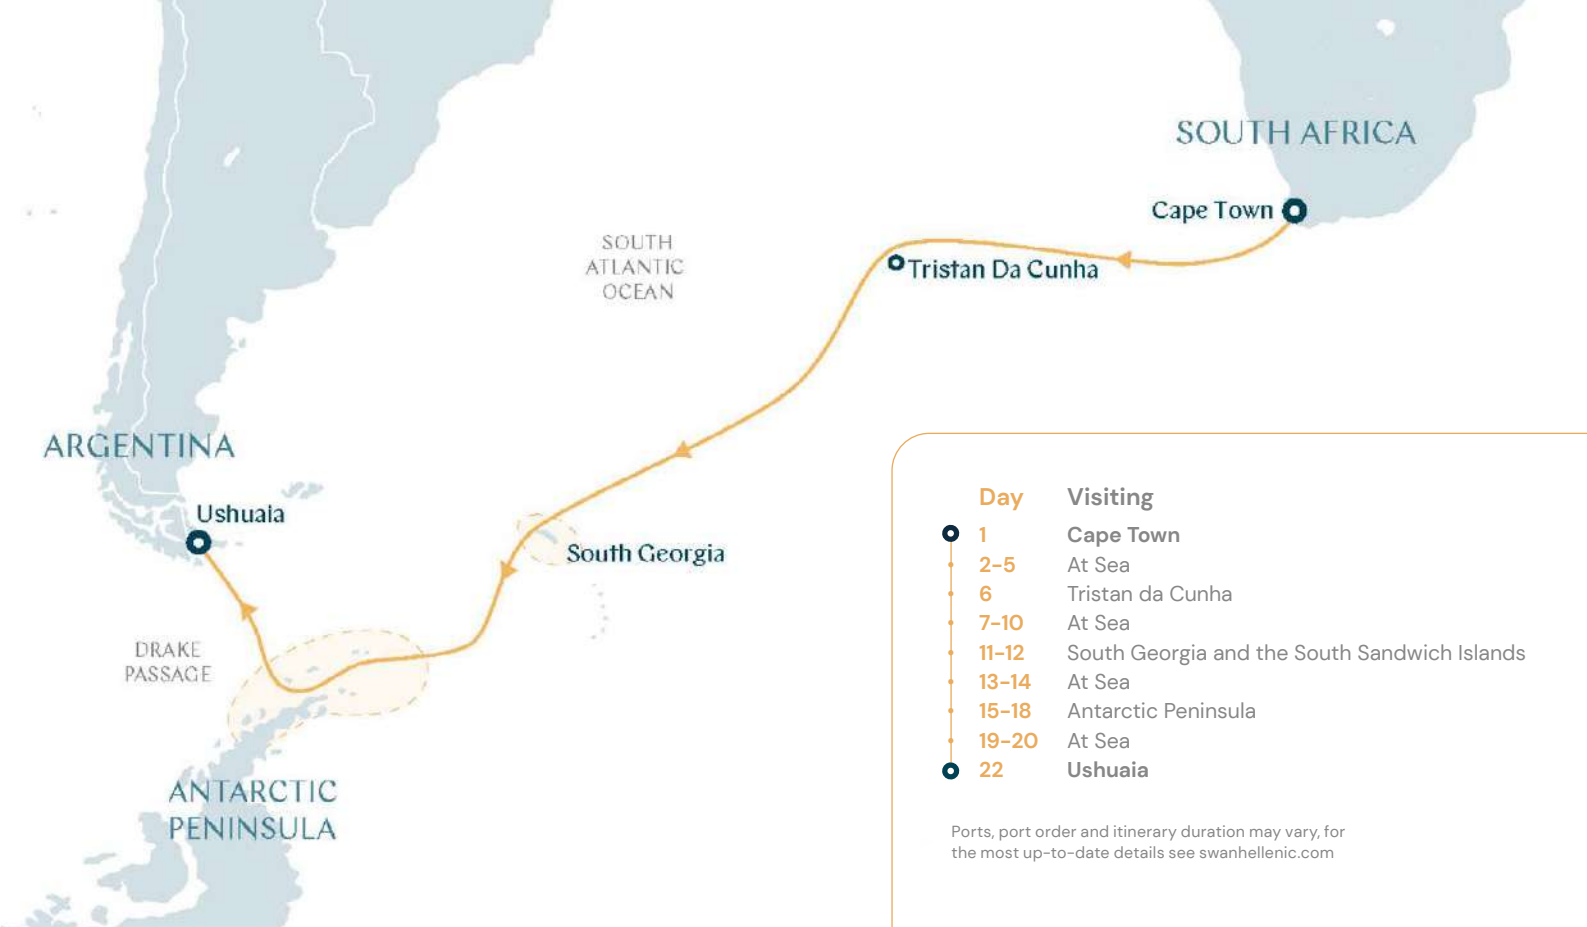 SOUTH AFRICA
Cape Town
SOUTH
ATLANTIC
OCEAN
Tristan Da Cunha
ARGENTINA
Ushuaia
South Georgia
DRAKE
PASSAGE
ANTARCTIC
PENINSULA
Day Visiting
1 Cape Town
2-5 At Sea
6 Tristan da Cunha
7-10 At Sea
11-12 South Georgia and the South Sandwich Islands
13-14 At Sea
15-18 Antarctic Peninsula
19-20 At Sea
22 Ushuaia
Ports, port order and itinerary duration may vary, for
the most up-to-date details see swanhellenic.com